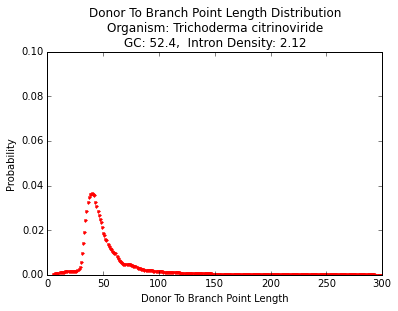 Donor To Branch Point Length Distribution
Organism: Trichoderma citrinoviride
GC: 52.4,  Intron Density: 2.12
0.10
0.08
0.06
0.04
0.02
0.00
Probability
0 50 100 150 200 250 300
Donor To Branch Point Length